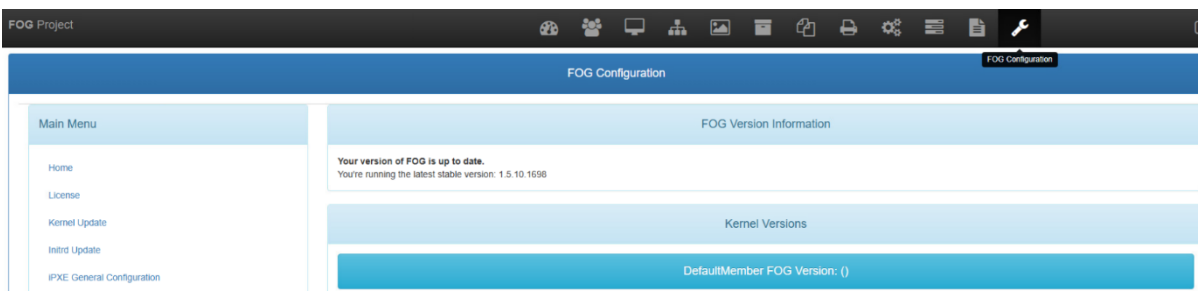 FOG Project
FOG Configuration
FOG Configuration
Main Menu
Home
License
Kernel Update
Initrd Update
iPXE General Configuration
FOG Version Information
Your version of FOG is up to date.
You're running the latest stable version: 1.5.10.1698
Kernel Versions
DefaultMember FOG Version: ()